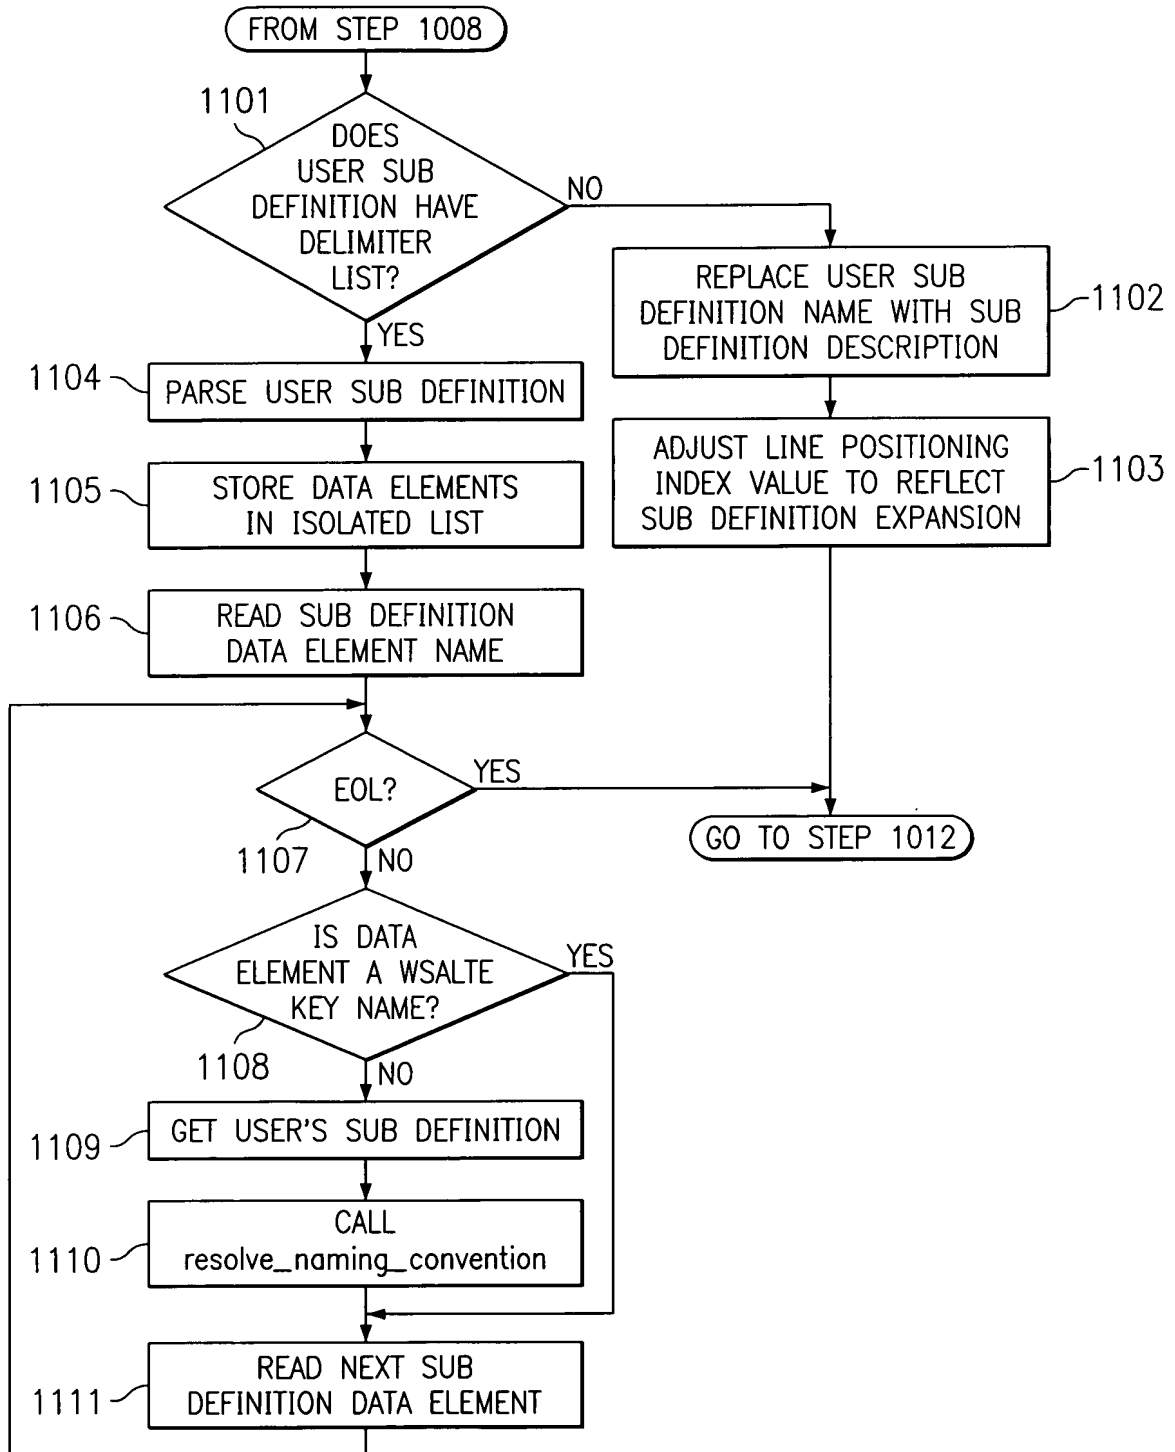 FROM STEP 1008
1101
DOES
USER SUB
DEFINITION HAVE
DELIMITER
LIST?
NO
YES
REPLACE USER SUB
DEFINITION NAME WITH SUB
DEFINITION DESCRIPTION
1102
1104
PARSE USER SUB DEFINITION
ADJUST LINE POSITIONING
INDEX VALUE TO REFLECT
SUB DEFINITION EXPANSION
1103
1105
STORE DATA ELEMENTS
IN ISOLATED LIST
1106
READ SUB DEFINITION
DATA ELEMENT NAME
EOL?
YES
1107
NO
GO TO STEP 1012
IS DATA
ELEMENT A WSALTE
KEY NAME?
YES
1108
NO
1109
GET USER'S SUB DEFINITION
1110
CALL
resolve_naming_convention
1111
READ NEXT SUB
DEFINITION DATA ELEMENT